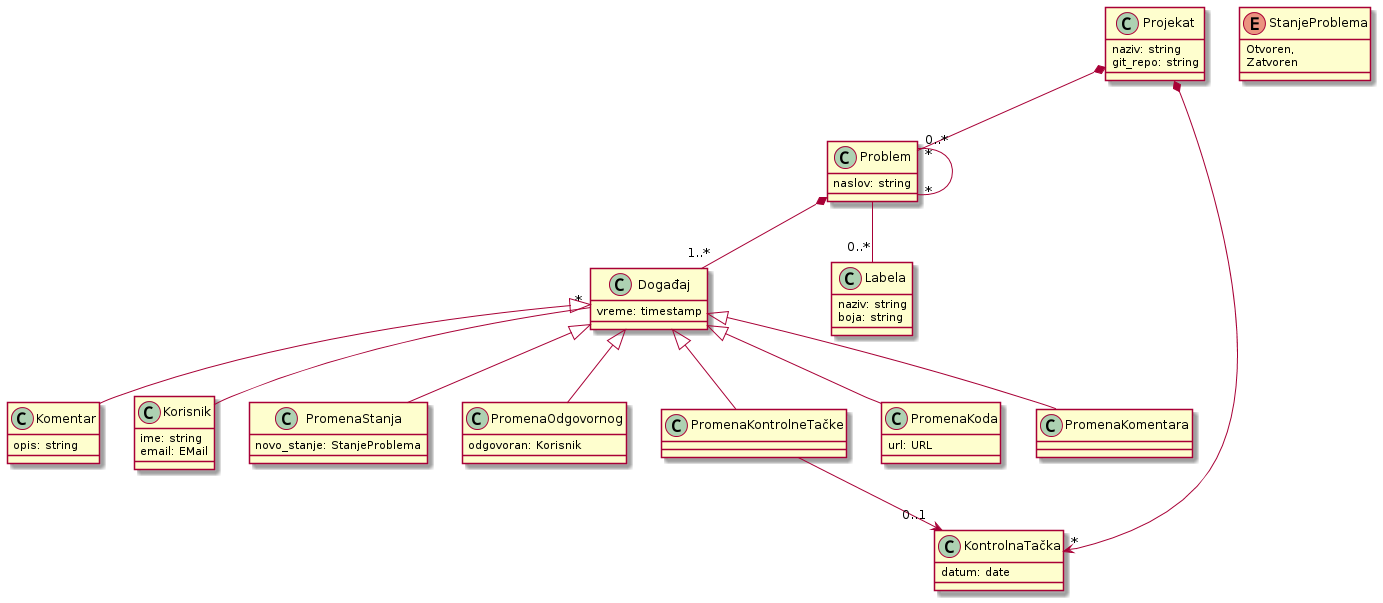 C Projekat
naziv: string
git_repo: string
E StanjeProblema
Otvoren,
Zatvoren
0..*
C Problem
naslov: string
*
*
1..*
0..*
C Događaj
vreme: timestamp
*
C Labela
naziv: string
boja: string
C Komentar
opis: string
C Korisnik
ime: string
email: EMail
C PromenaStanja
novo_stanje: StanjeProblema
C PromenaOdgovornog
odgovoran: Korisnik
C PromenaKontrolneTačke
C PromenaKoda
url: URL
C PromenaKomentara
0..1
*
C KontrolnaTačka
datum: date